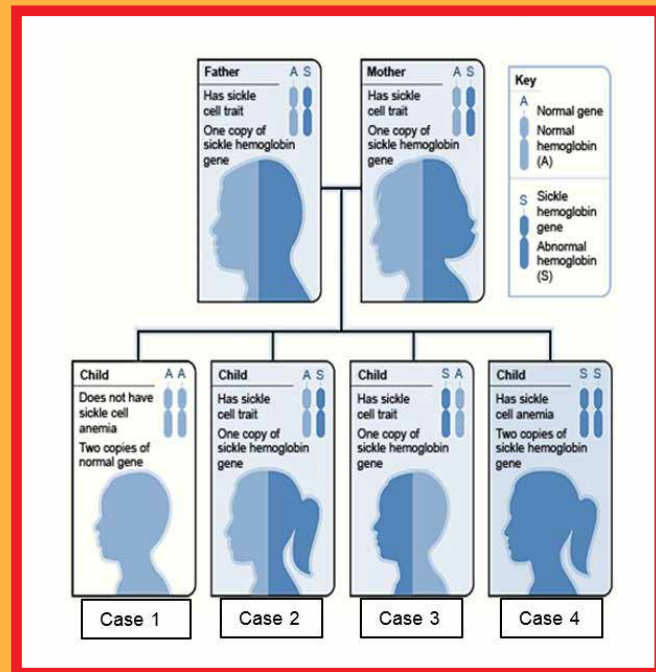 Father A S
Has sickle
cell trait
One copy of
sickle hemoglobin
gene
Mother A S
Has sickle
cell trait
One copy of
sickle hemoglobin
gene
Key
A
Normal gene
Normal
hemoglobin
(A)
S
Sickle
hemoglobin
gene
Abnormal
hemoglobin
(S)
Child A A
Does not have
sickle cell
anemia
Two copies of
normal gene
Child A S
Has sickle
cell trait
One copy of
sickle hemoglobin
gene
Child S A
Has sickle
cell trait
One copy of
sickle hemoglobin
gene
Child S S
Has sickle
cell anemia
Two copies of
sickle hemoglobin
gene
Case 1
Case 2
Case 3
Case 4